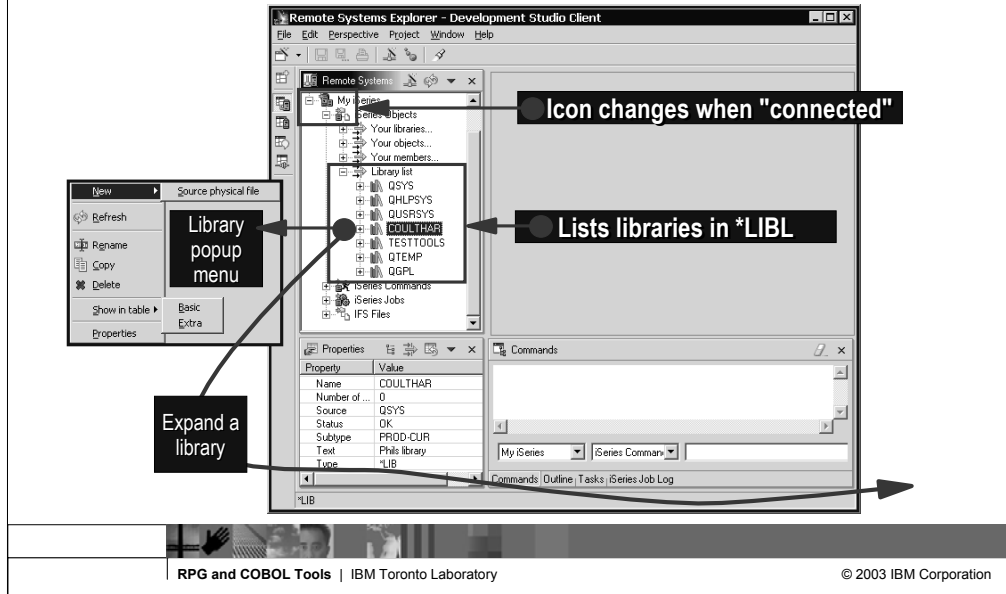 Remote Systems Explorer - Development Studio Client
File Edit Perspective Project Window Help
Remote Systems
My iSeries
iSeries Objects
Your libraries...
Your objects...
Your members...
Library list
QSYS
QHLPSYS
QUSRSYS
COULTHAR
TESTTOOLS
QTEMP
QGPL
iSeries Commands
iSeries Jobs
IFS Files
Icon changes when "connected"
Lists libraries in *LIBL
New
Source physical file
Refresh
Rename
Copy
Delete
Show in table
Basic
Extra
Properties
Library
popup
menu
Expand a
library
Properties
Property Value
Name COULTHAR
Number of ... 0
Source QSYS
Status OK
Subtype PROD-CUR
Text Phils library
Type *LIB
Commands
My iSeries
iSeries Comman
Commands Outline Tasks iSeries Job Log
*LIB
RPG and COBOL Tools | IBM Toronto Laboratory
© 2003 IBM Corporation